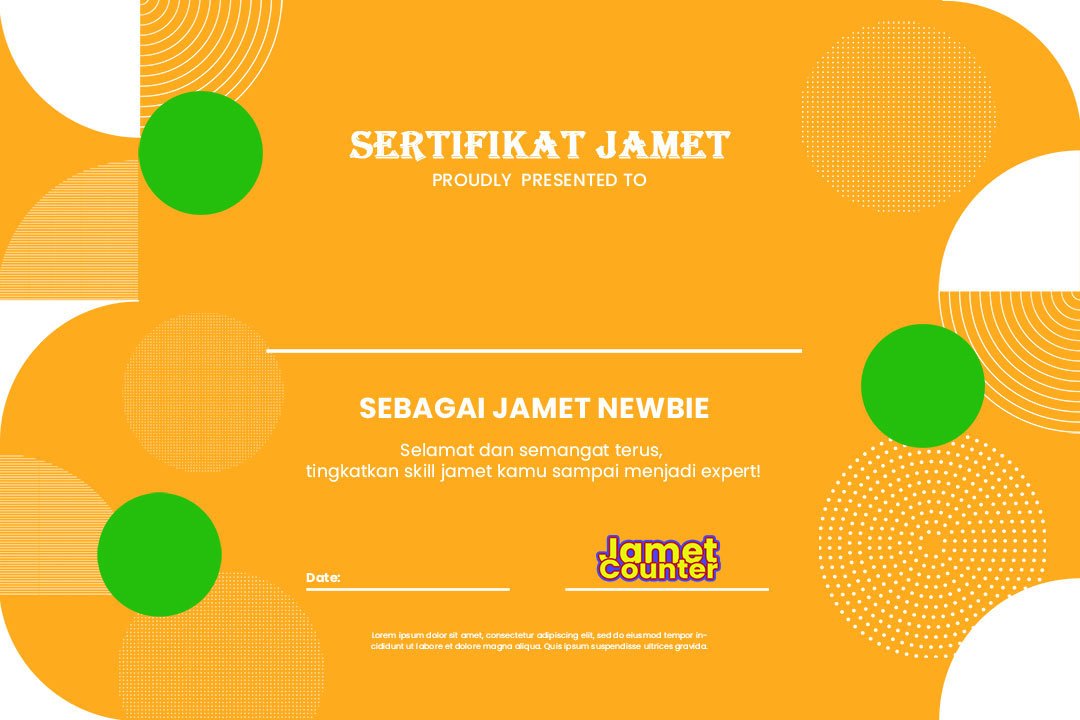 SERTIFIKAT JAMET
PROUDLY PRESENTED TO
SEBAGAI JAMET NEWBIE
Selamat dan semangat terus,
tingkatkan skill jamet kamu sampai menjadi expert!
Jamet
Counter
Date:
Lorem ipsum dolor sit amet, consectetur adipiscing elit, sed do eiusmod tempor in-
cididunt ut labore et dolore magna aliqua. Quis ipsum suspendisse ultrices gravida.